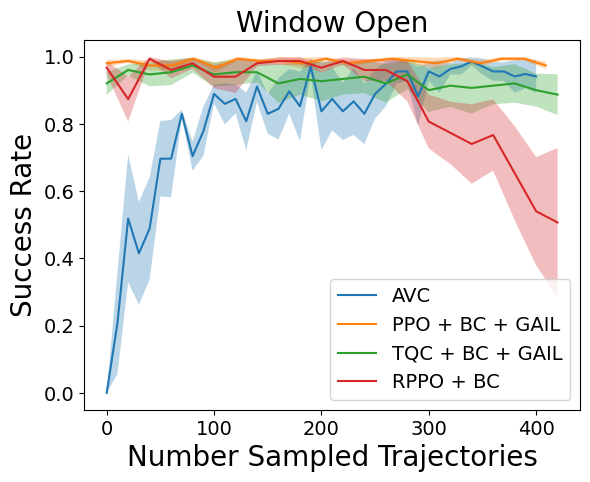 Window Open
Success Rate
1.0
0.8
0.6
0.4
0.2
0.0
AVC
PPO + BC + GAIL
TQC + BC + GAIL
RPPO + BC
0 100 200 300 400
Number Sampled Trajectories